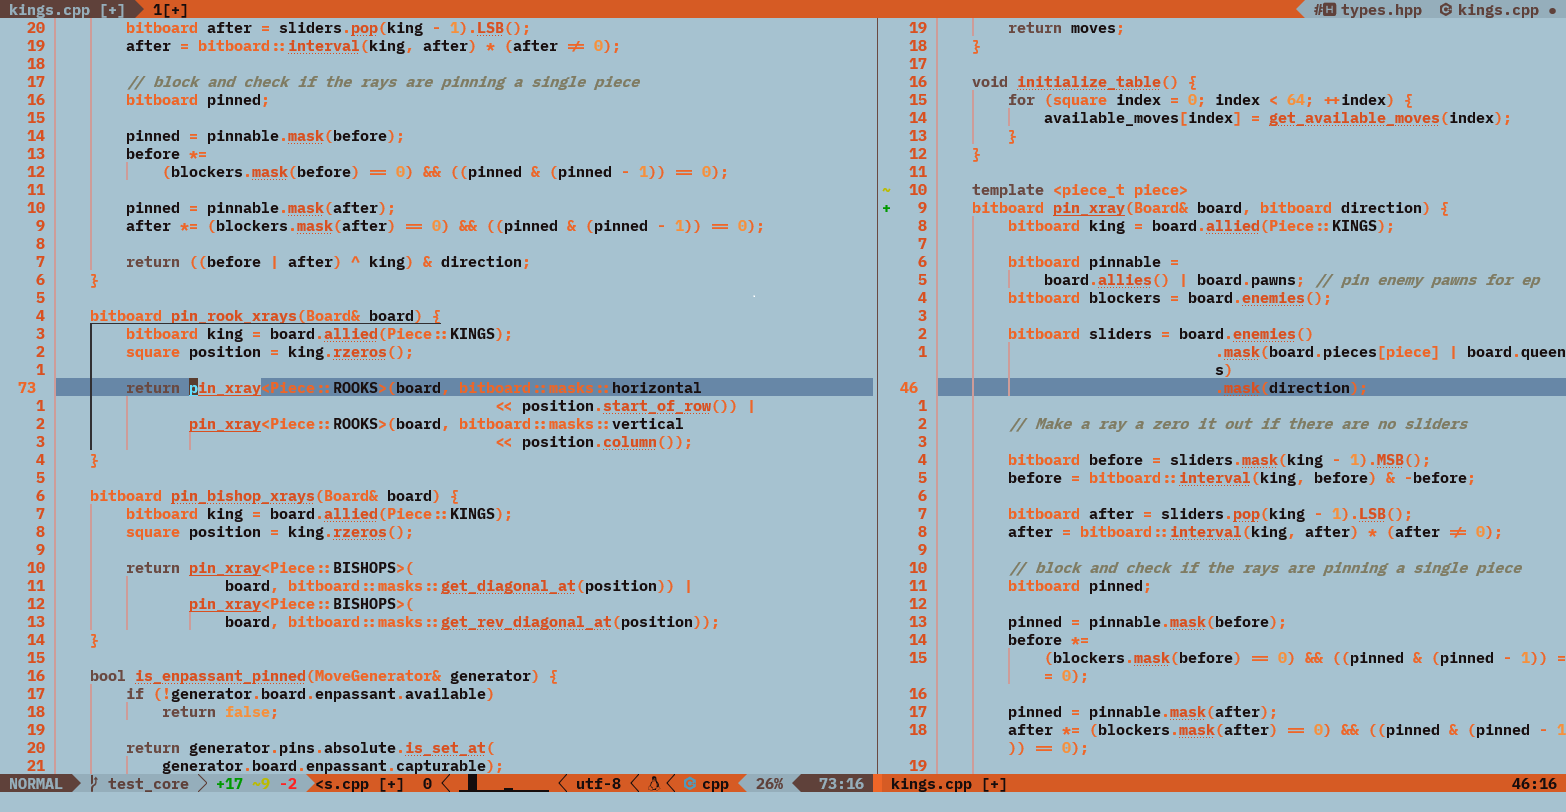 kings.cpp [+] 1[+] #H types.hpp kings.cpp ●
20 bitboard after = sliders.pop(king - 1).LSB();
19 after = bitboard::interval(king, after) * (after ≠ 0);
18
17 // block and check if the rays are pinning a single piece
16 bitboard pinned;
15
14 pinned = pinnable.mask(before);
13 before *=
12 (blockers.mask(before) == 0) && ((pinned & (pinned - 1)) == 0);
11
10 pinned = pinnable.mask(after);
9 after *= (blockers.mask(after) == 0) && ((pinned & (pinned - 1)) == 0);
8
7 return ((before | after) ^ king) & direction;
6 }
5
4 bitboard pin_rook_xrays(Board& board) {
3 bitboard king = board.allied(Piece::KINGS);
2 square position = king.rzeros();
1
73 return pin_xray<Piece::ROOKS>(board, bitboard::masks::horizontal
1 << position.start_of_row()) |
2 pin_xray<Piece::ROOKS>(board, bitboard::masks::vertical
3 << position.column());
4 }
5
6 bitboard pin_bishop_xrays(Board& board) {
7 bitboard king = board.allied(Piece::KINGS);
8 square position = king.rzeros();
9
10 return pin_xray<Piece::BISHOPS>(
11 board, bitboard::masks::get_diagonal_at(position)) |
12 pin_xray<Piece::BISHOPS>(
13 board, bitboard::masks::get_rev_diagonal_at(position));
14 }
15
16 bool is_enpassant_pinned(MoveGenerator& generator) {
17 if (!generator.board.enpassant.available)
18 return false;
19
20 return generator.pins.absolute.is_set_at(
21 generator.board.enpassant.capturable);
NORMAL test_core +17 ~9 -2 <s.cpp [+] 0 utf-8 cpp 26% 73:16
19 return moves;
18 }
17
16 void initialize_table() {
15 for (square index = 0; index < 64; ++index) {
14 available_moves[index] = get_available_moves(index);
13 }
12 }
11
~ 10 template <piece_t piece>
+ 9 bitboard pin_xray(Board& board, bitboard direction) {
8 bitboard king = board.allied(Piece::KINGS);
7
6 bitboard pinnable =
5 board.allies() | board.pawns; // pin enemy pawns for ep
4 bitboard blockers = board.enemies();
3
2 bitboard sliders = board.enemies()
1 .mask(board.pieces[piece] | board.queen
s)
46 .mask(direction);
1
2 // Make a ray a zero it out if there are no sliders
3
4 bitboard before = sliders.mask(king - 1).MSB();
5 before = bitboard::interval(king, before) & -before;
6
7 bitboard after = sliders.pop(king - 1).LSB();
8 after = bitboard::interval(king, after) * (after ≠ 0);
9
10 // block and check if the rays are pinning a single piece
11 bitboard pinned;
12
13 pinned = pinnable.mask(before);
14 before *=
15 (blockers.mask(before) == 0) && ((pinned & (pinned - 1)) =
= 0);
16
17 pinned = pinnable.mask(after);
18 after *= (blockers.mask(after) == 0) && ((pinned & (pinned - 1
)) == 0);
19
kings.cpp [+] 46:16